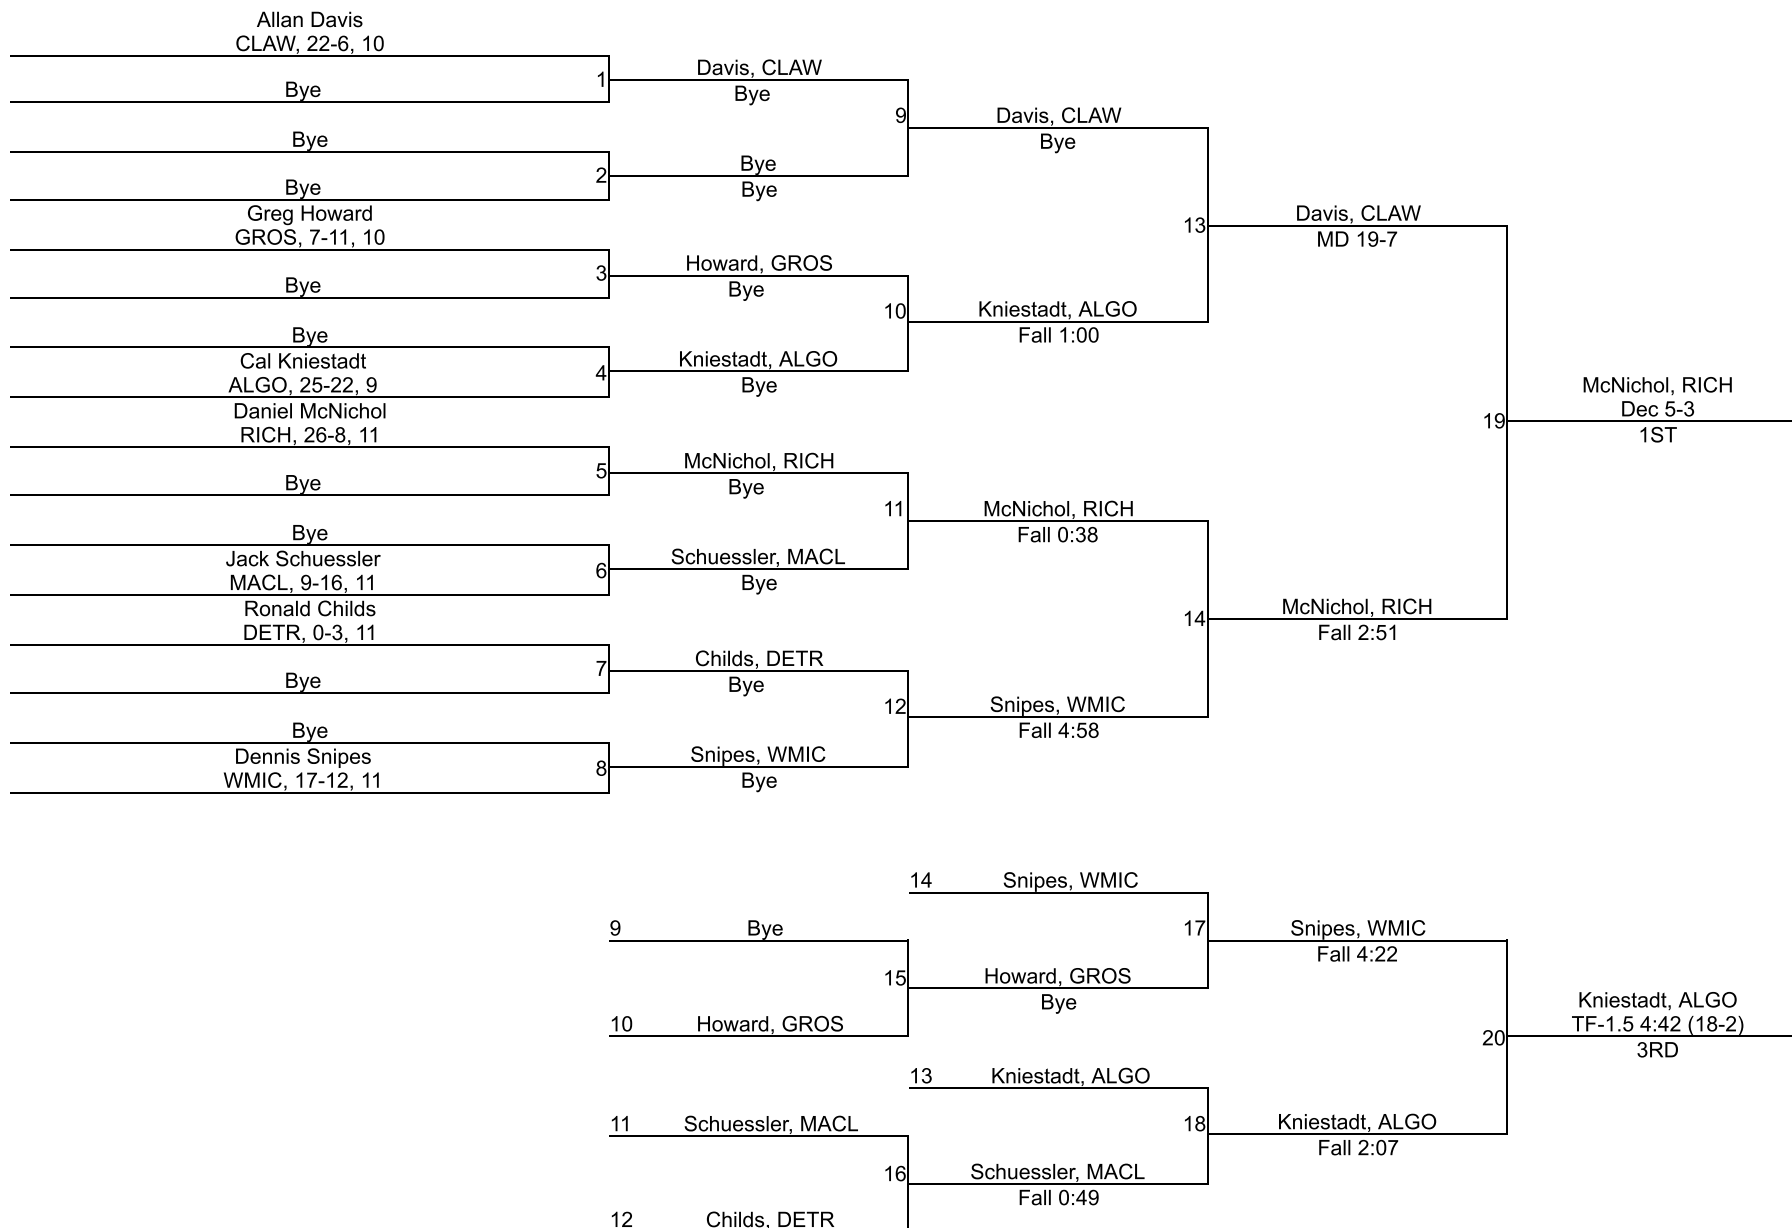 Allan Davis
CLAW, 22-6, 10
Bye
1
Bye
Bye
2
Greg Howard
GROS, 7-11, 10
Bye
3
Bye
Cal Kniestadt
ALGO, 25-22, 9
4
Daniel McNichol
RICH, 26-8, 11
Bye
5
Bye
Jack Schuessler
MACL, 9-16, 11
6
Ronald Childs
DETR, 0-3, 11
Bye
7
Bye
Dennis Snipes
WMIC, 17-12, 11
8
Davis, CLAW
Bye
9
Bye
Bye
Howard, GROS
Bye
10
Kniestadt, ALGO
Bye
McNichol, RICH
Bye
11
Schuessler, MACL
Bye
Childs, DETR
Bye
12
Snipes, WMIC
Bye
Davis, CLAW
Bye
13
Kniestadt, ALGO
Fall 1:00
McNichol, RICH
Fall 0:38
14
Snipes, WMIC
Fall 4:58
Davis, CLAW
MD 19-7
19
McNichol, RICH
Fall 2:51
McNichol, RICH
Dec 5-3
1ST
9 Bye
15
10 Howard, GROS
11 Schuessler, MACL
16
12 Childs, DETR
14 Snipes, WMIC
17
Howard, GROS
Bye
13 Kniestadt, ALGO
18
Schuessler, MACL
Fall 0:49
Snipes, WMIC
Fall 4:22
20
Kniestadt, ALGO
Fall 2:07
Kniestadt, ALGO
TF-1.5 4:42 (18-2)
3RD